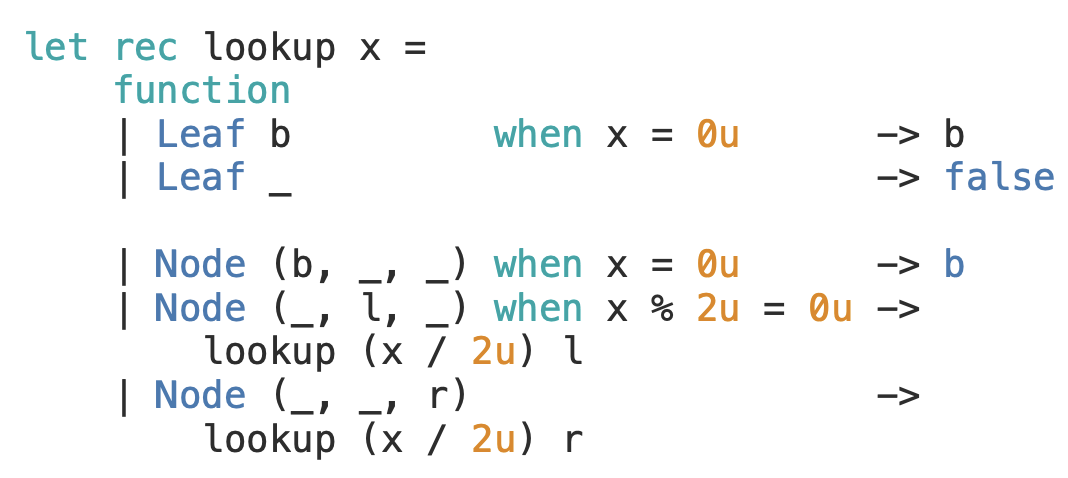 let rec lookup x =
    function
    | Leaf b         when x = 0u      -> b
    | Leaf _                          -> false

    | Node (b, _, _) when x = 0u      -> b
    | Node (_, l, _) when x % 2u = 0u ->
        lookup (x / 2u) l
    | Node (_, _, r)                  ->
        lookup (x / 2u) r